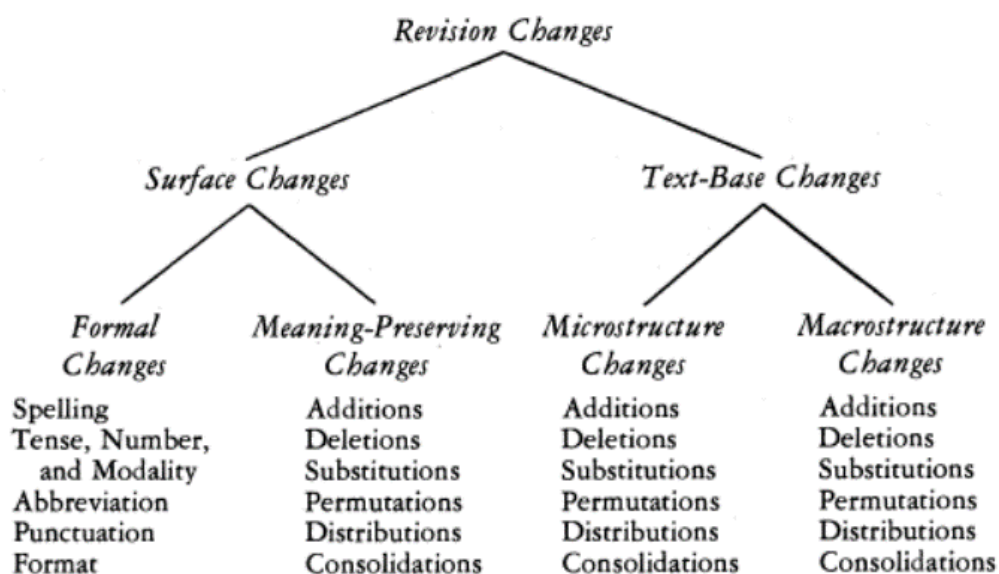 Revision Changes
Surface Changes
Text-Base Changes
Formal
Changes
Spelling
Tense, Number,
and Modality
Abbreviation
Punctuation
Format
Meaning-Preserving
Changes
Additions
Deletions
Substitutions
Permutations
Distributions
Consolidations
Microstructure
Changes
Additions
Deletions
Substitutions
Permutations
Distributions
Consolidations
Macrostructure
Changes
Additions
Deletions
Substitutions
Permutations
Distributions
Consolidations